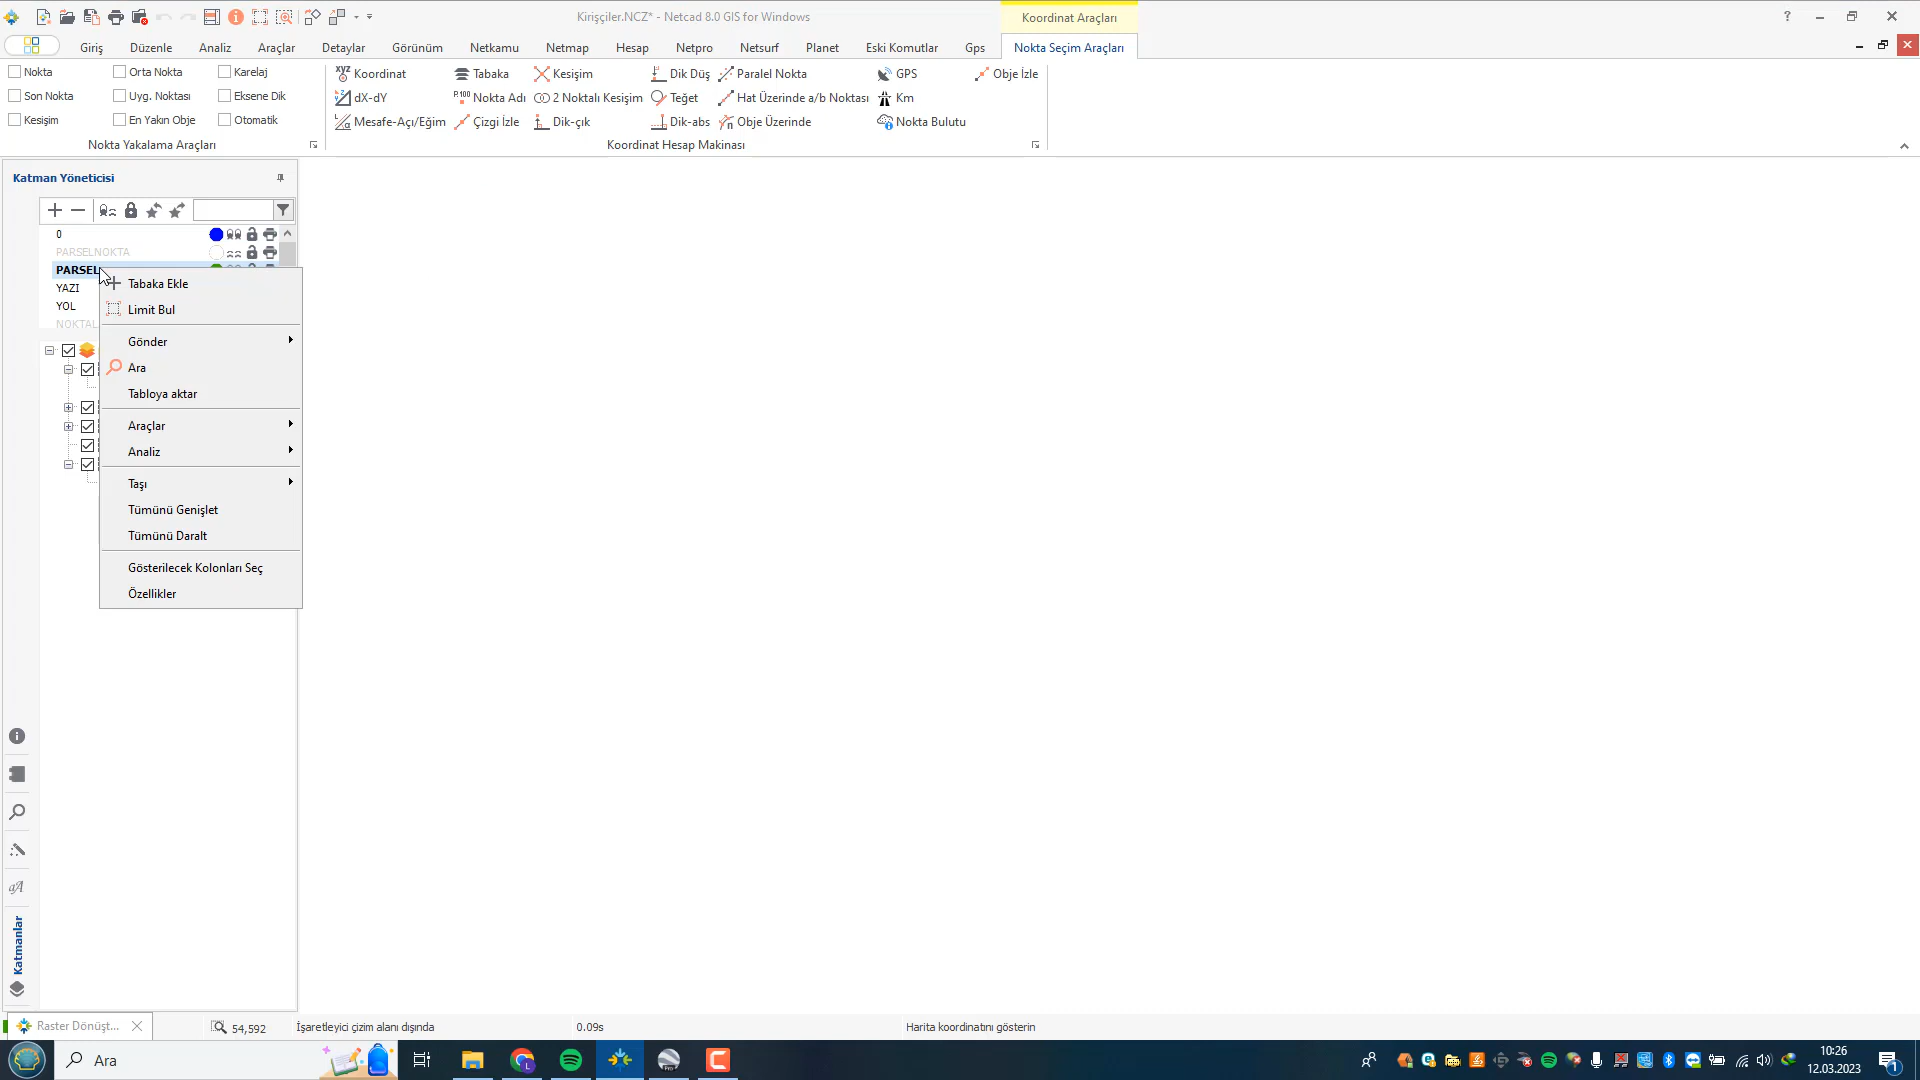 Kirişçiler.NCZ* - Netcad 8.0 GIS for Windows
Koordinat Araçları
Giriş Düzenle Analiz Araçlar Detaylar Görünüm Netkamu Netmap Hesap Netpro Netsurf Planet Eski Komutlar Gps Nokta Seçim Araçları
Nokta Orta Nokta Karelaj Koordinat Tabaka Kesişim Dik Düş Paralel Nokta GPS Obje İzle
Son Nokta Uyg. Noktası Eksene Dik dX-dY Nokta Adı 2 Noktalı Kesişim Teğet Hat Üzerinde a/b Noktası Km
Kesişim En Yakın Obje Otomatik Mesafe-Açı/Eğim Çizgi İzle Dik-çık Dik-abs Obje Üzerinde Nokta Bulutu
Nokta Yakalama Araçları Koordinat Hesap Makinası
Katman Yöneticisi
0
PARSELNOKTA
PARSEL
YAZI
YOL
Tabaka Ekle
Limit Bul
Gönder
Ara
Tabloya aktar
Araçlar
Analiz
Taşı
Tümünü Genişlet
Tümünü Daralt
Gösterilecek Kolonları Seç
Özellikler
Katmanlar
Raster Dönüşt... 54,592 İşaretleyici çizim alanı dışında 0.09s Harita koordinatını gösterin
Ara
10:26
12.03.2023